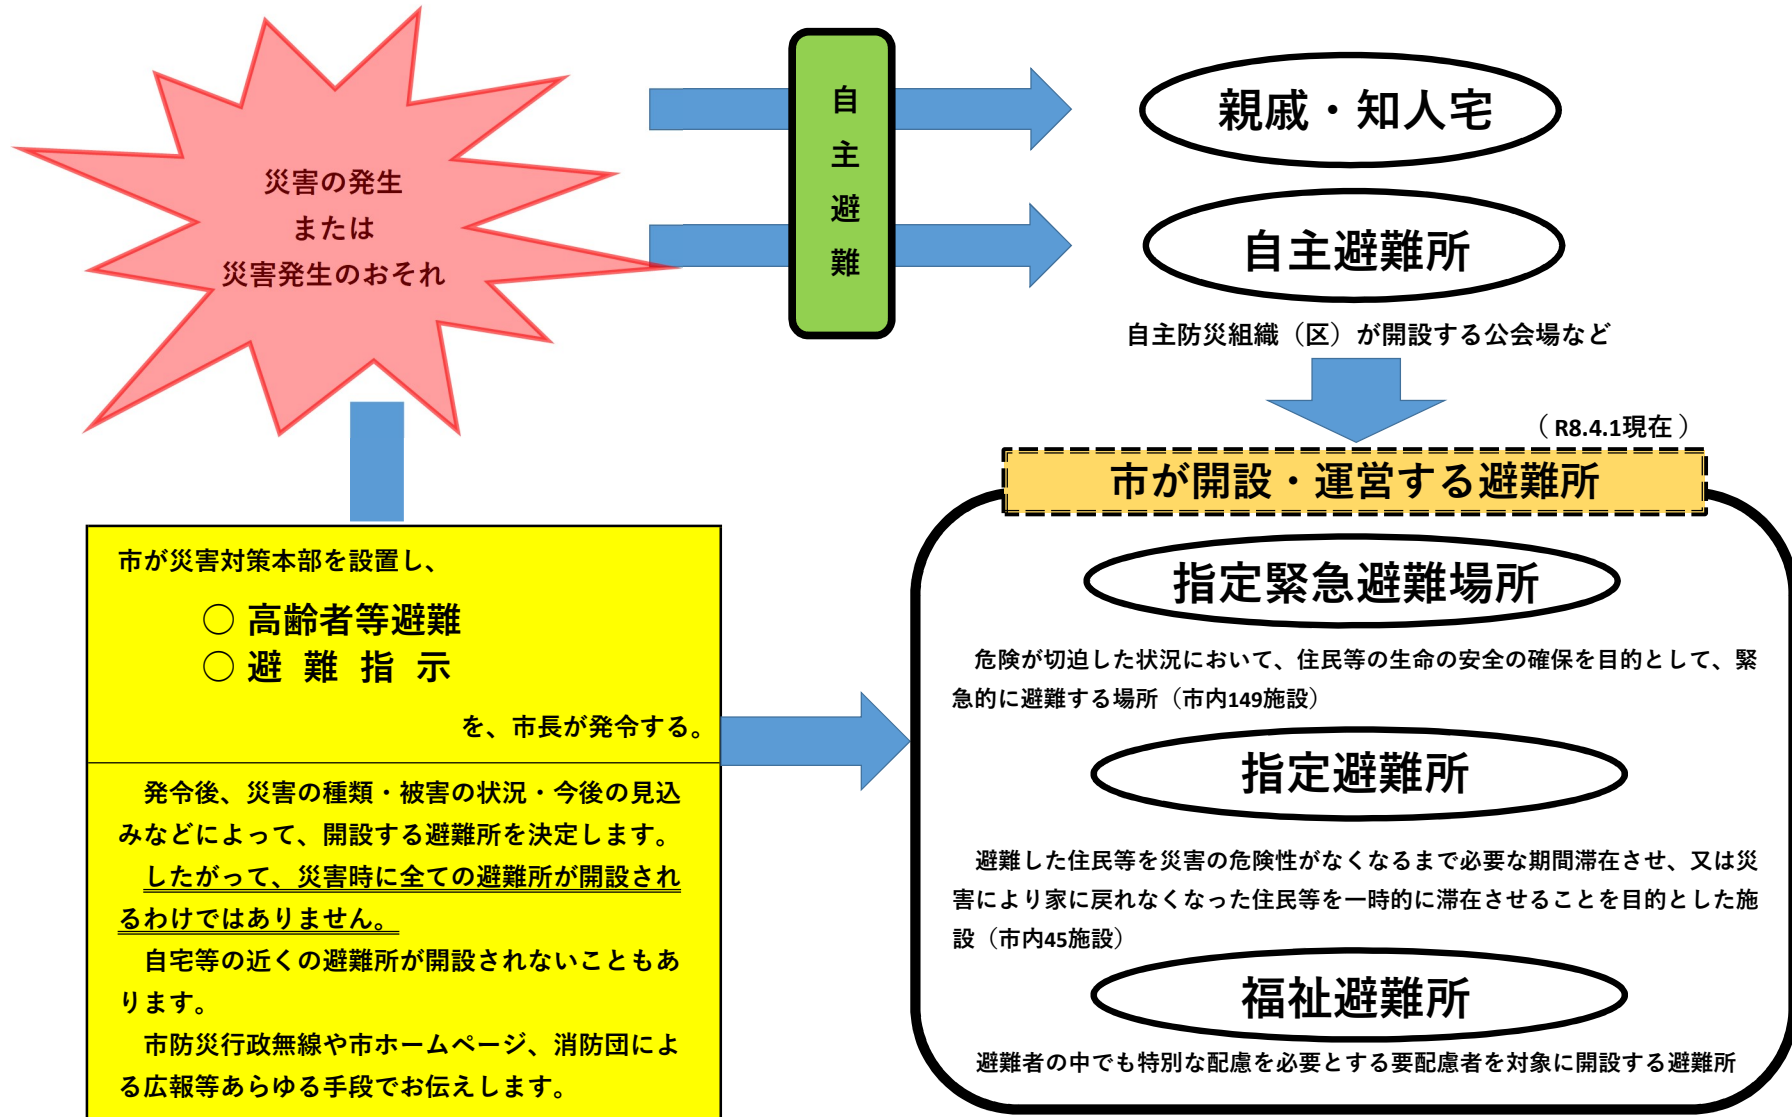 災害の発生
または
災害発生のおそれ
自主避難
親戚・知人宅
自主避難所
自主防災組織（区）が開設する公会場など
（ R8.4.1現在 ）
市が開設・運営する避難所
市が災害対策本部を設置し、
○ 高齢者等避難
○ 避 難 指 示
を、市長が発令する。
発令後、災害の種類・被害の状況・今後の見込
みなどによって、開設する避難所を決定します。
したがって、災害時に全ての避難所が開設され
るわけではありません。
自宅等の近くの避難所が開設されないこともあ
ります。
市防災行政無線や市ホームページ、消防団によ
る広報等あらゆる手段でお伝えします。
指定緊急避難場所
危険が切迫した状況において、住民等の生命の安全の確保を目的として、緊
急的に避難する場所（市内149施設）
指定避難所
避難した住民等を災害の危険性がなくなるまで必要な期間滞在させ、又は災
害により家に戻れなくなった住民等を一時的に滞在させることを目的とした施
設（市内45施設）
福祉避難所
避難者の中でも特別な配慮を必要とする要配慮者を対象に開設する避難所